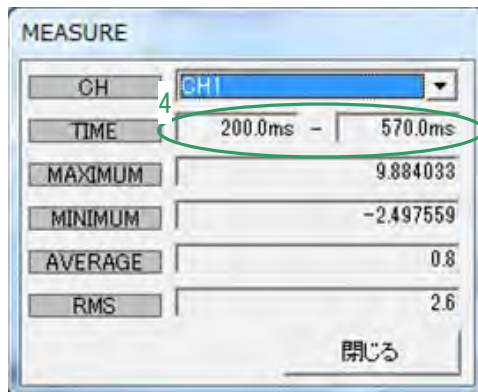 MEASURE
CH CH1
4
TIME 200.0ms - 570.0ms
MAXIMUM 9.884033
MINIMUM -2.497559
AVERAGE 0.8
RMS 2.6
閉じる